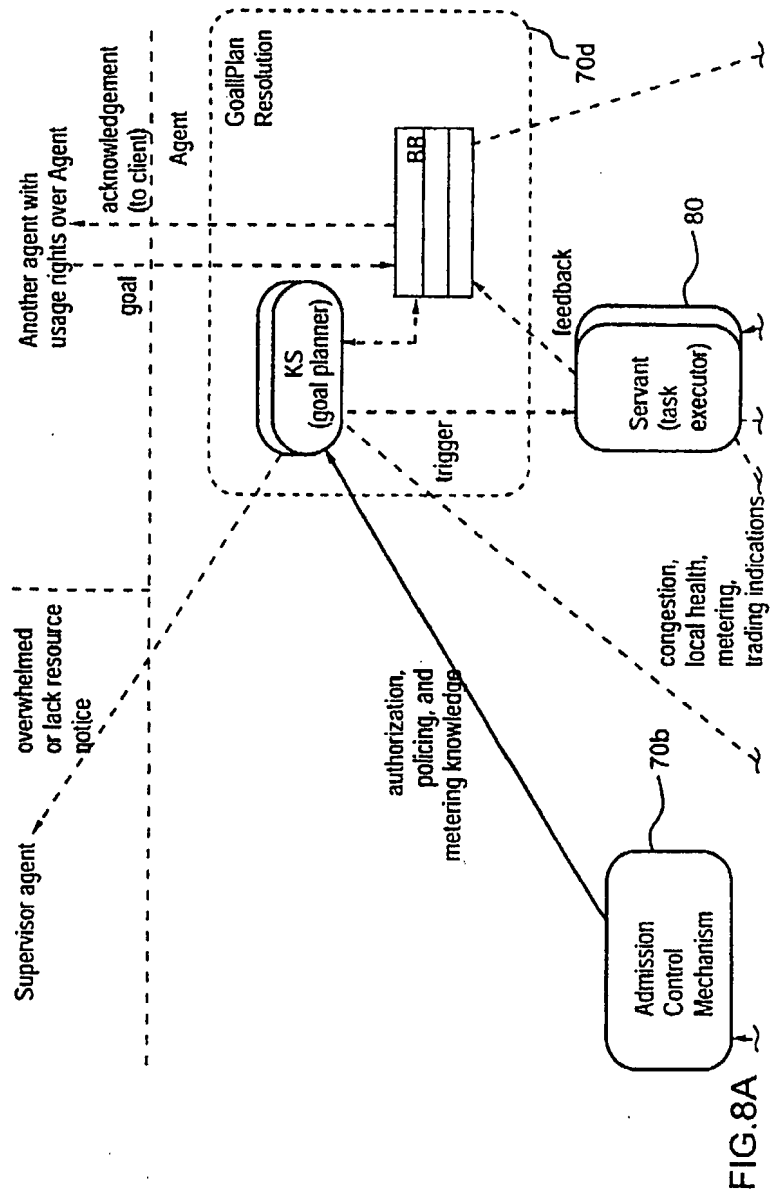 Supervisor agent
overwhelmed
or lack resource
notice
Another agent with
usage rights over Agent
goal
acknowledgement
(to client)
Agent
GoallPlan
Resolution
KS
(goal planner)
BB
70d
trigger
feedback
authorization,
policing, and
metering knowledge
Servant
(task
executor)
80
congestion,
local health,
metering,
trading indications
Admission
Control
Mechanism
70b
FIG.8A